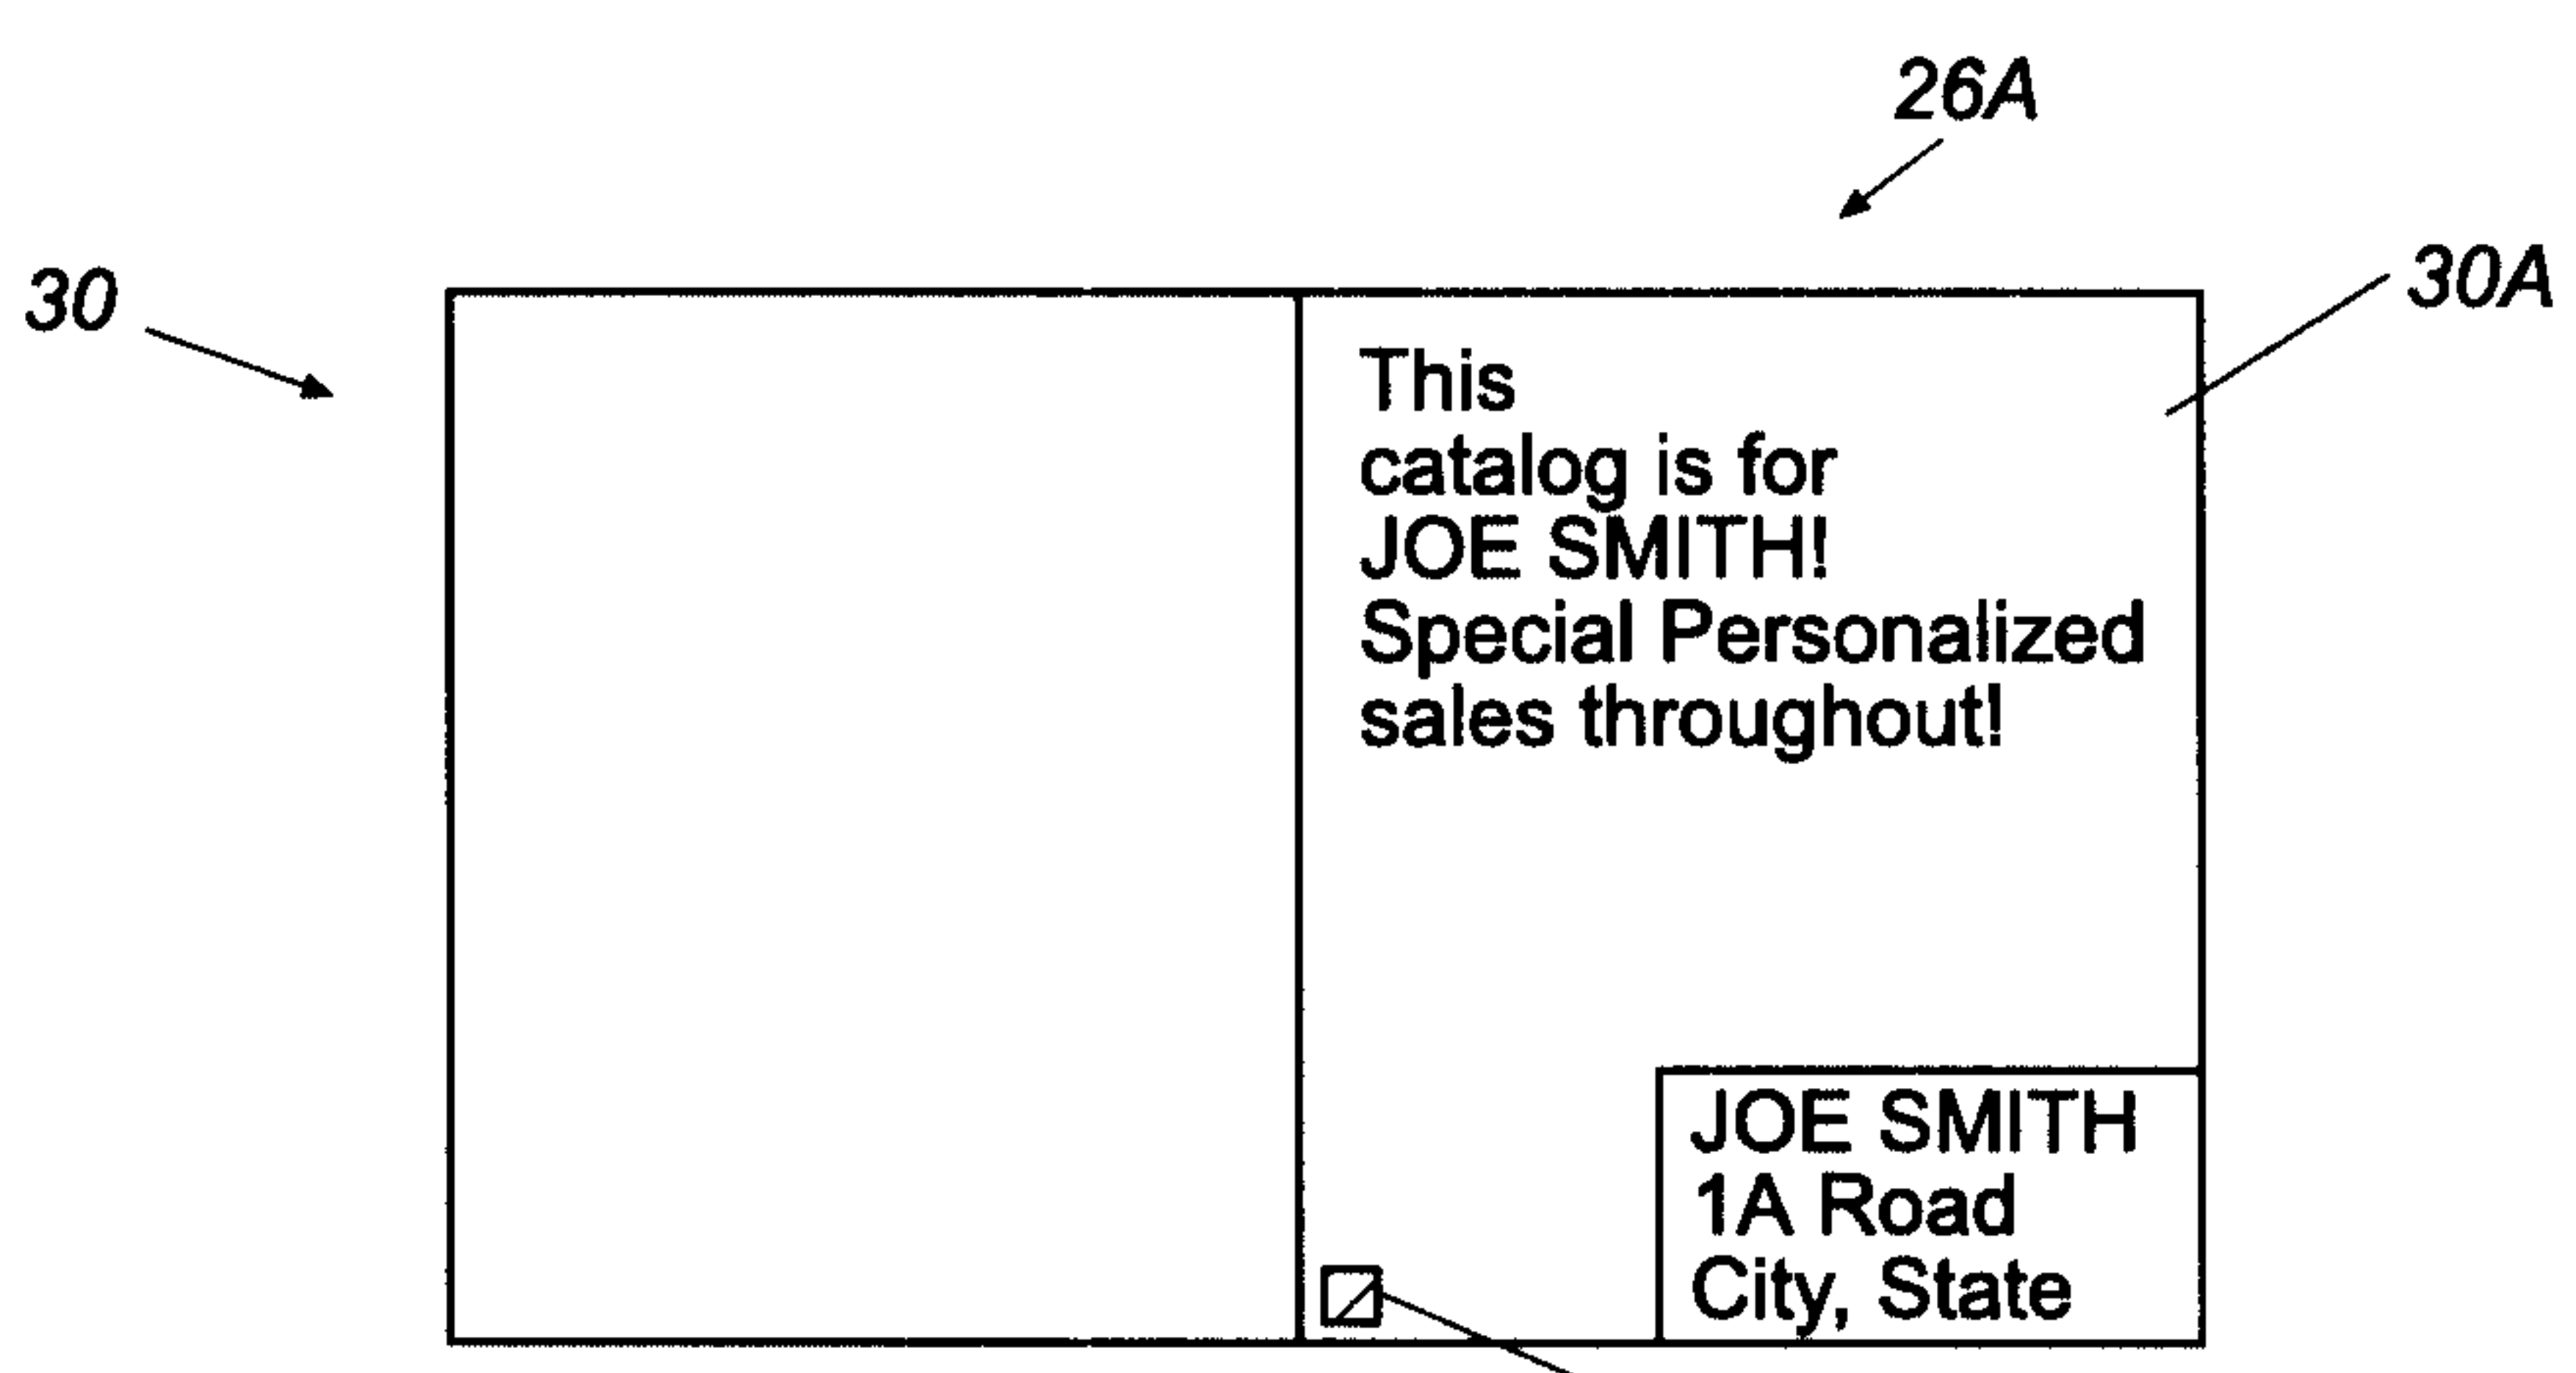 26A
30
30A
This
catalog is for
JOE SMITH!
Special Personalized
sales throughout!
JOE SMITH
1A Road
City, State